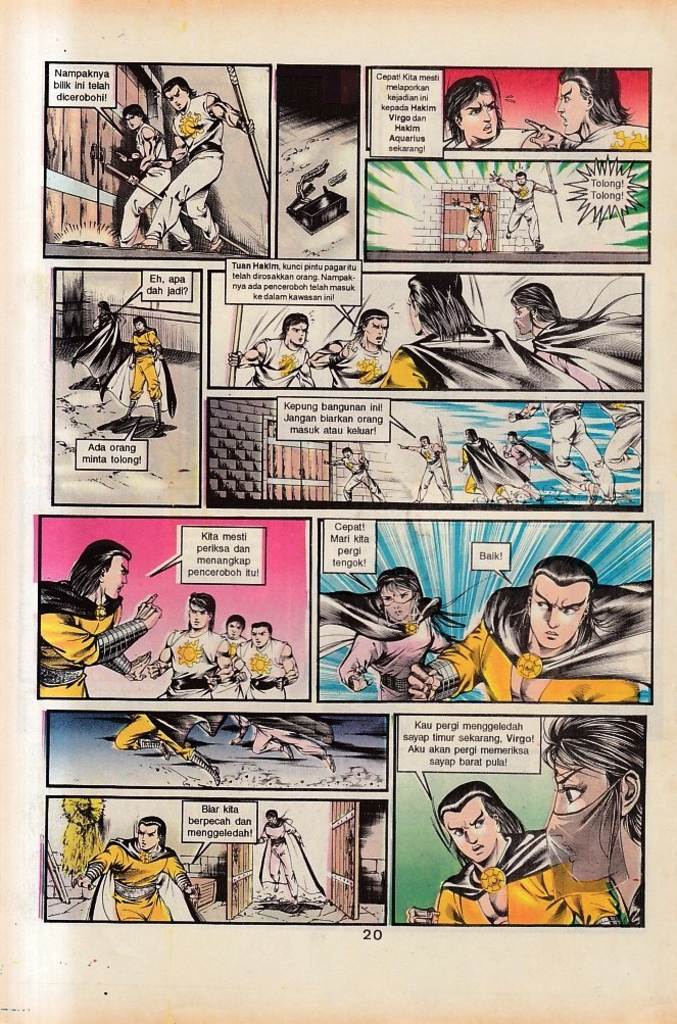 Nampaknya
bilik ini telah
dicerobohi!
Cepat! Kita mesti
melaporkan
kejadian ini
kepada Hakim
Virgo dan
Hakim
Aquarius
sekarang!
Tolong!
Tolong!
Eh, apa
dah jadi?
Ada orang
minta tolong!
Tuan Hakim, kunci pintu pagar itu
telah dirosakkan orang. Nampak-
nya ada penceroboh telah masuk
ke dalam kawasan ini!
Kepung bangunan ini!
Jangan biarkan orang
masuk atau keluar!
Kita mesti
periksa dan
menangkap
penceroboh itu!
Cepat!
Mari kita
pergi
tengok!
Baik!
Biar kita
berpecah dan
menggeledah!
Kau pergi menggeledah
sayap timur sekarang, Virgo!
Aku akan pergi memeriksa
sayap barat pula!
20